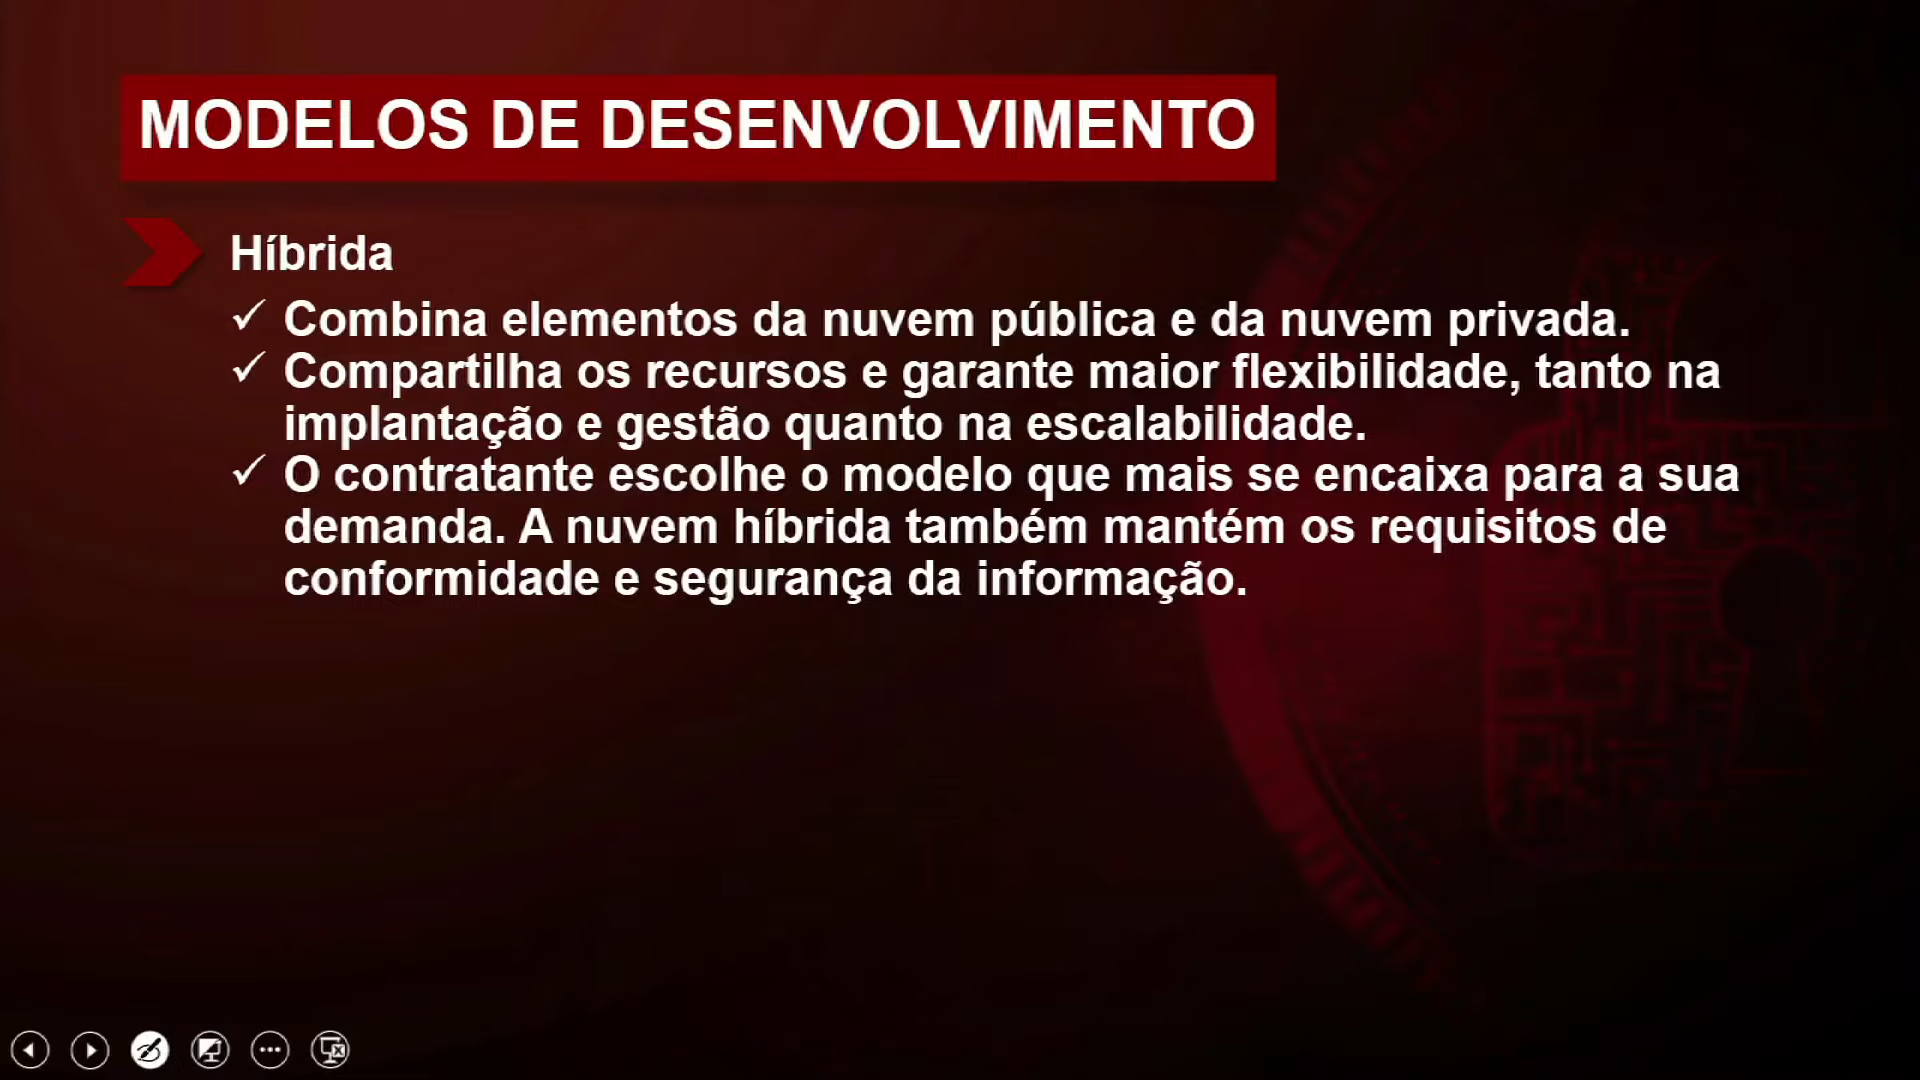 MODELOS DE DESENVOLVIMENTO
Híbrida
✓ Combina elementos da nuvem pública e da nuvem privada.
✓ Compartilha os recursos e garante maior flexibilidade, tanto na
implantação e gestão quanto na escalabilidade.
✓ O contratante escolhe o modelo que mais se encaixa para a sua
demanda. A nuvem híbrida também mantém os requisitos de
conformidade e segurança da informação.